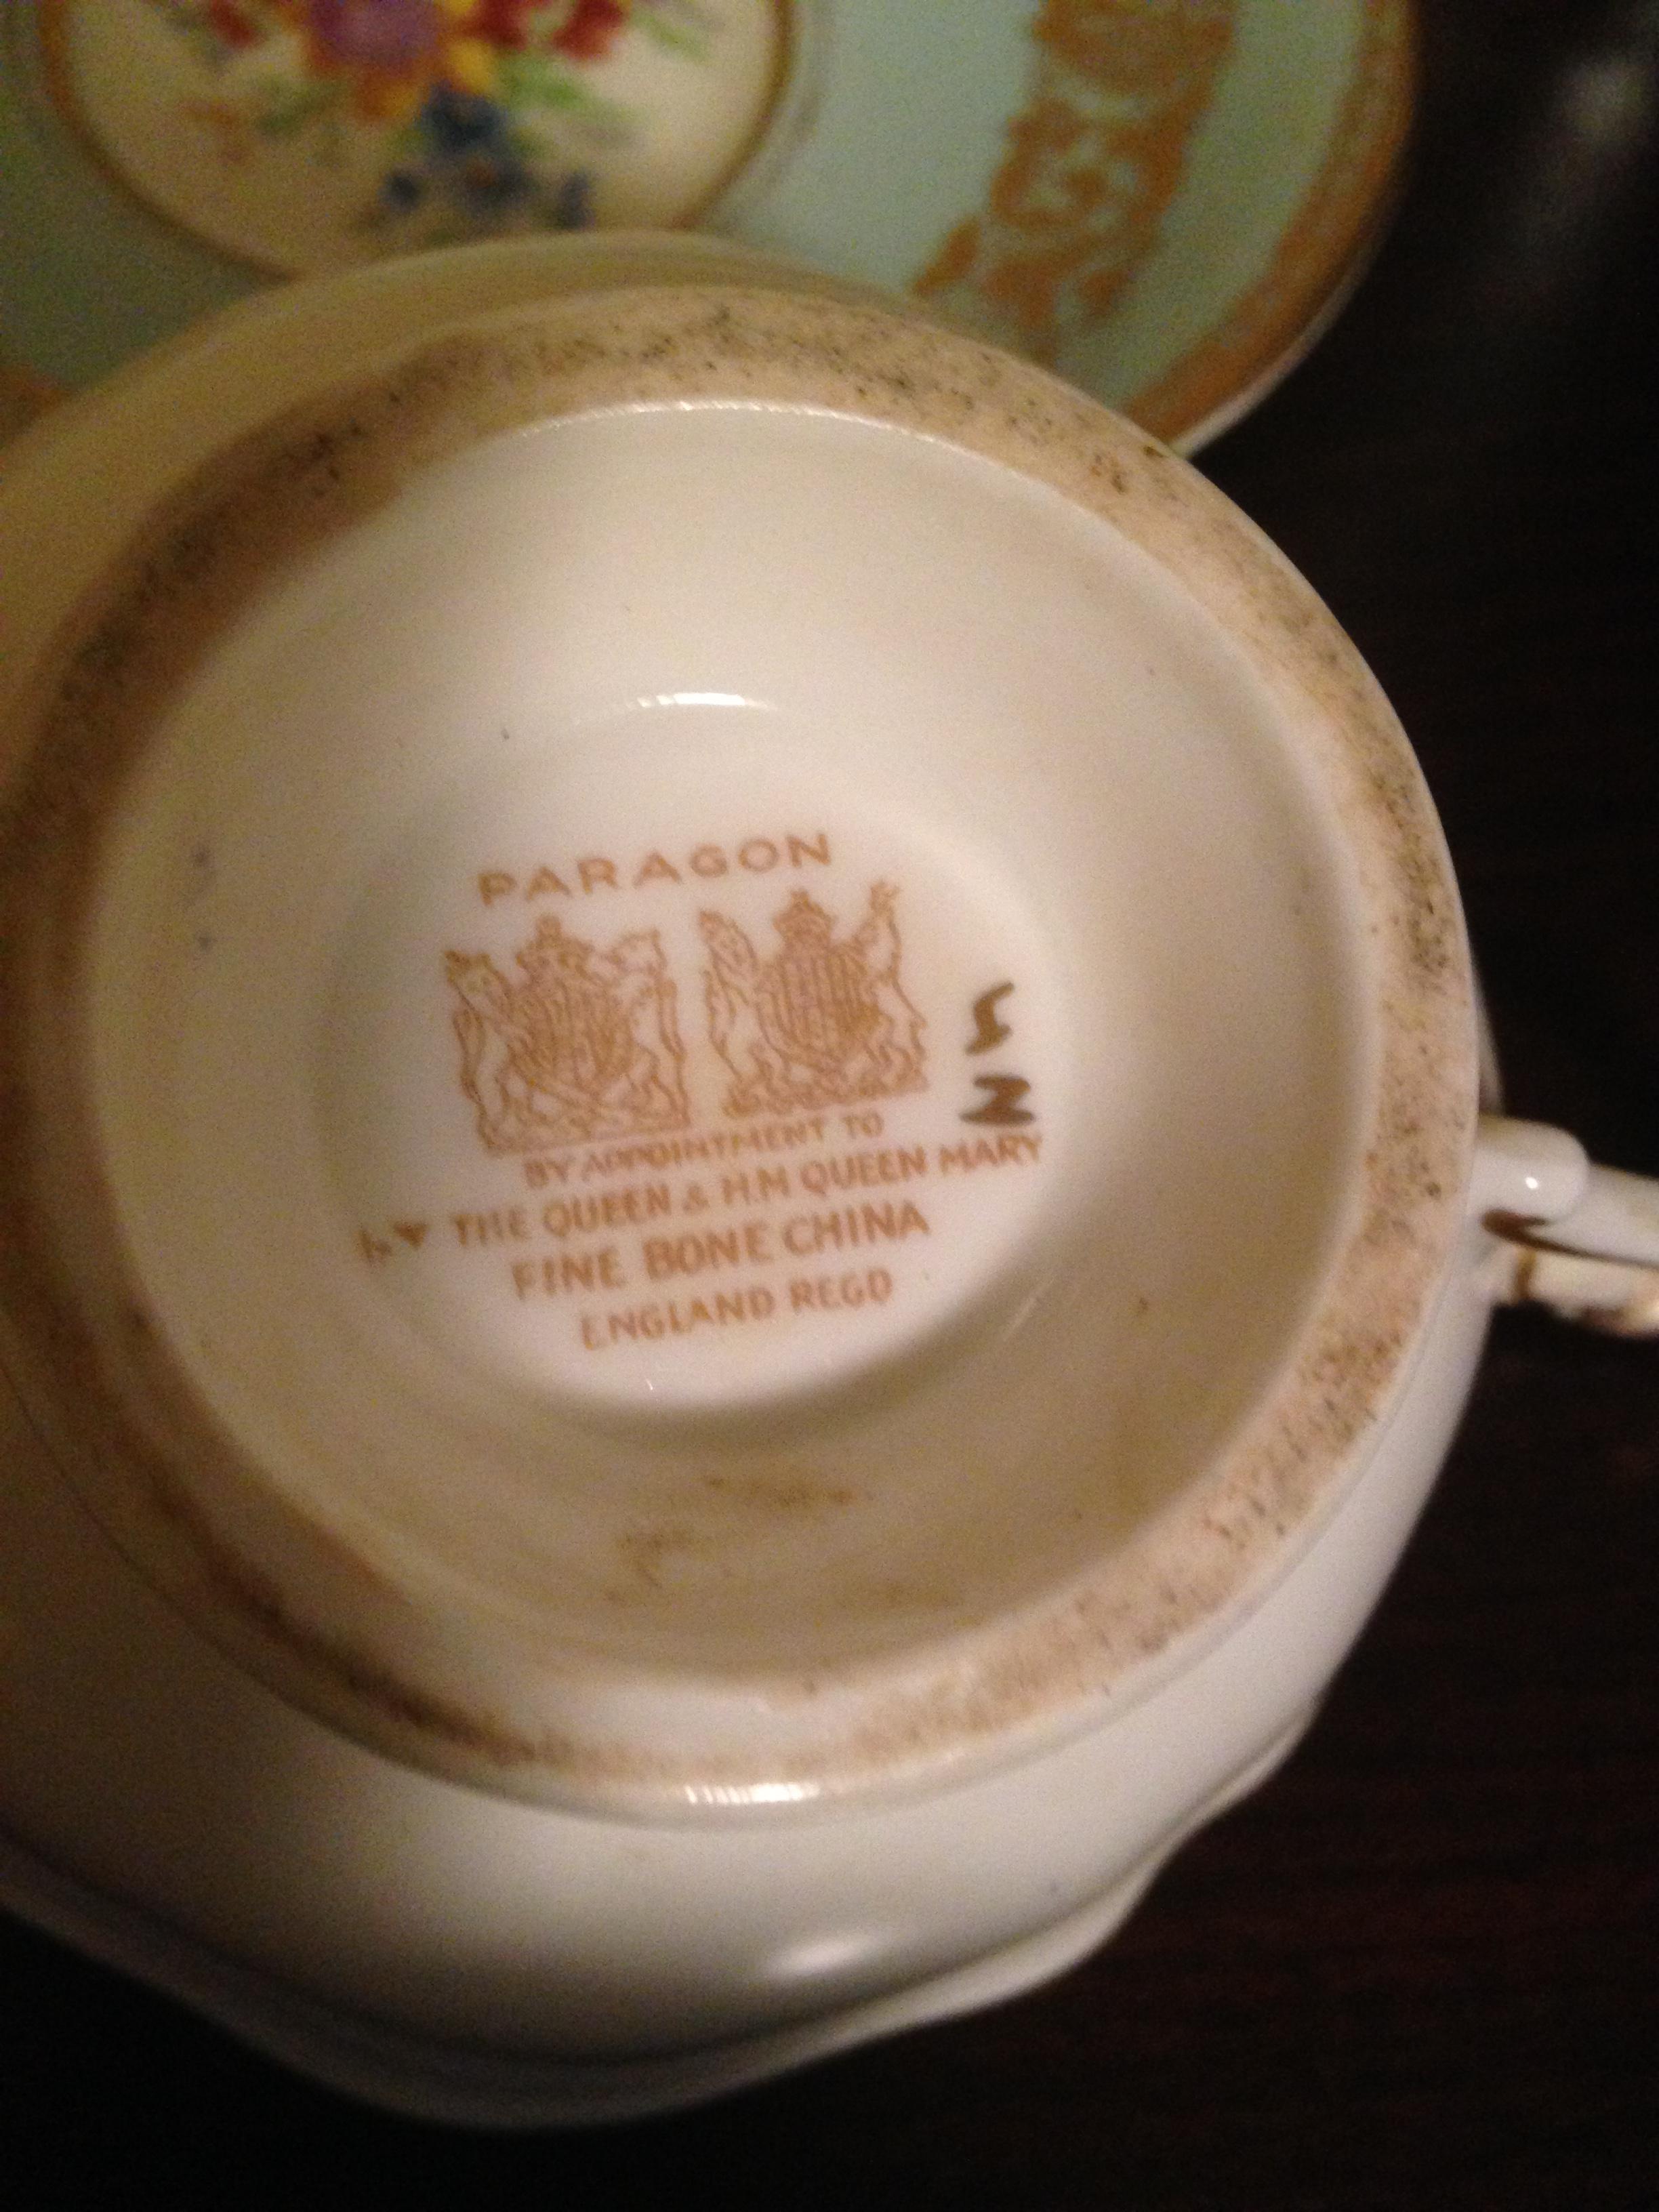 PARAGON
BY APPOINTMENT TO
THE QUEEN & H.M QUEEN MARY
FINE BONE CHINA
ENGLAND REGD